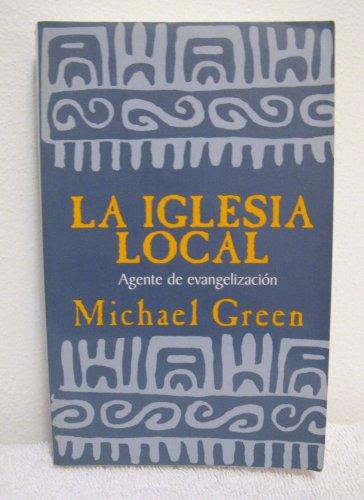 LA IGLESIA
LOCAL
Agente de evangelización
Michael Green